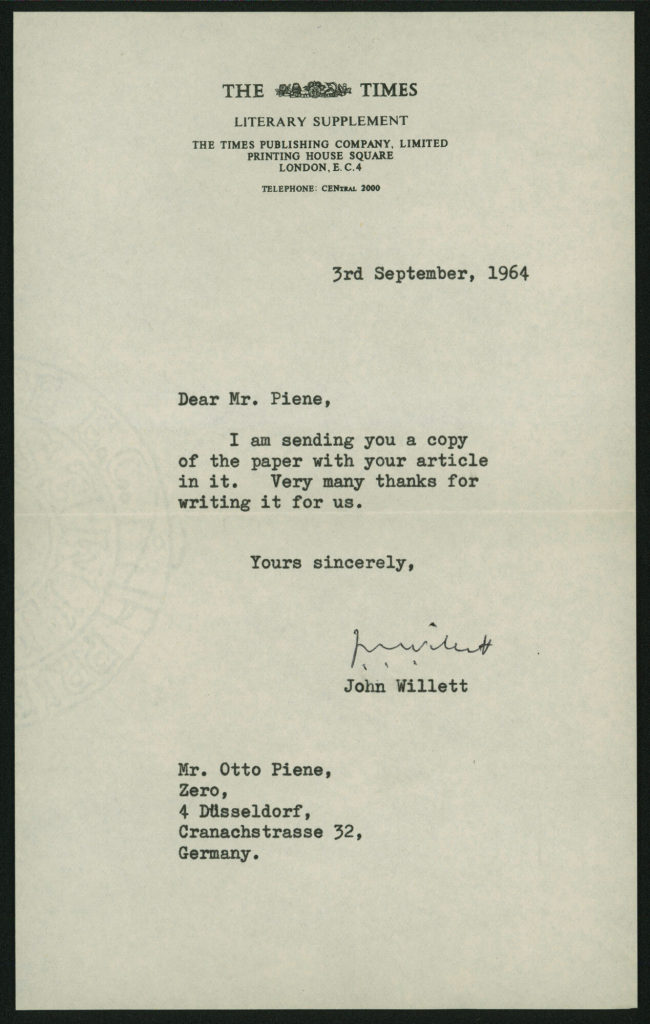 THE TIMES
LITERARY SUPPLEMENT
THE TIMES PUBLISHING COMPANY, LIMITED
PRINTING HOUSE SQUARE
LONDON, E.C.4
TELEPHONE: CENTRAL 2000
3rd September, 1964
Dear Mr. Piene,
I am sending you a copy
of the paper with your article
in it. Very many thanks for
writing it for us.
Yours sincerely,
John Willett
Mr. Otto Piene,
Zero,
4 Düsseldorf,
Cranachstrasse 32,
Germany.